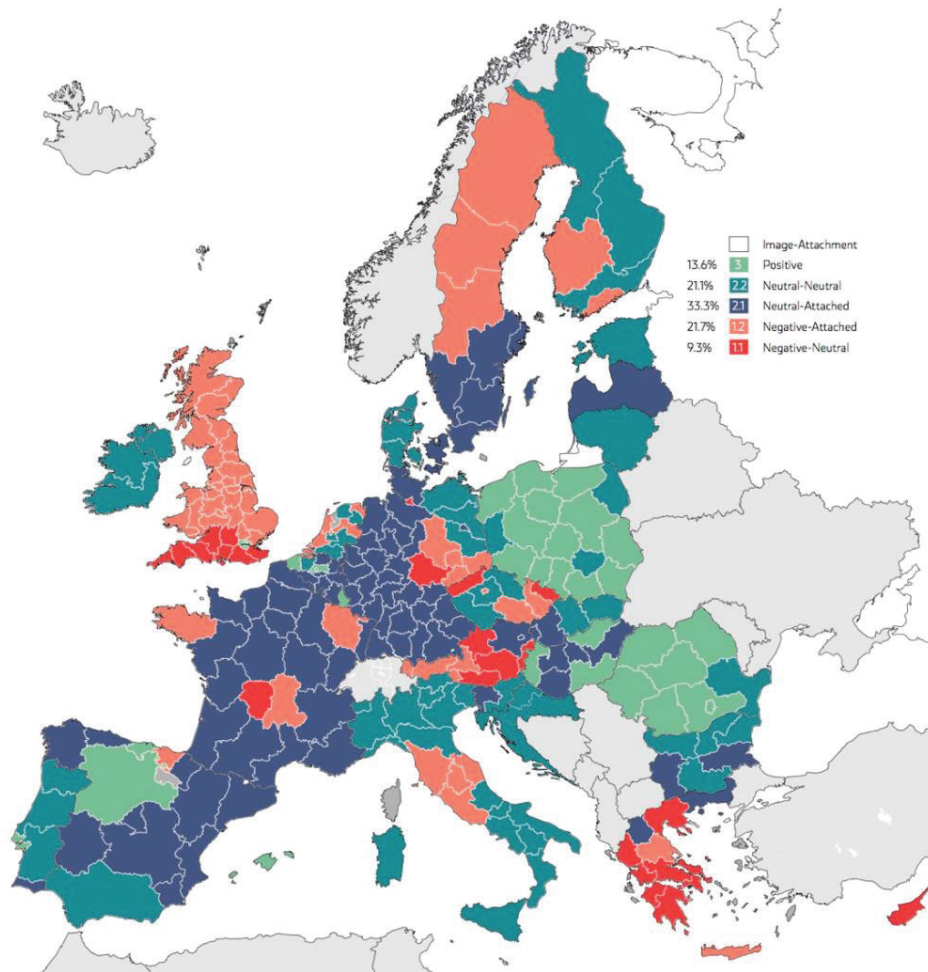 Image-Attachment
13.6% 3 Positive
21.1% 2.2 Neutral-Neutral
33.3% 2.1 Neutral-Attached
21.7% 1.2 Negative-Attached
9.3% 1.1 Negative-Neutral